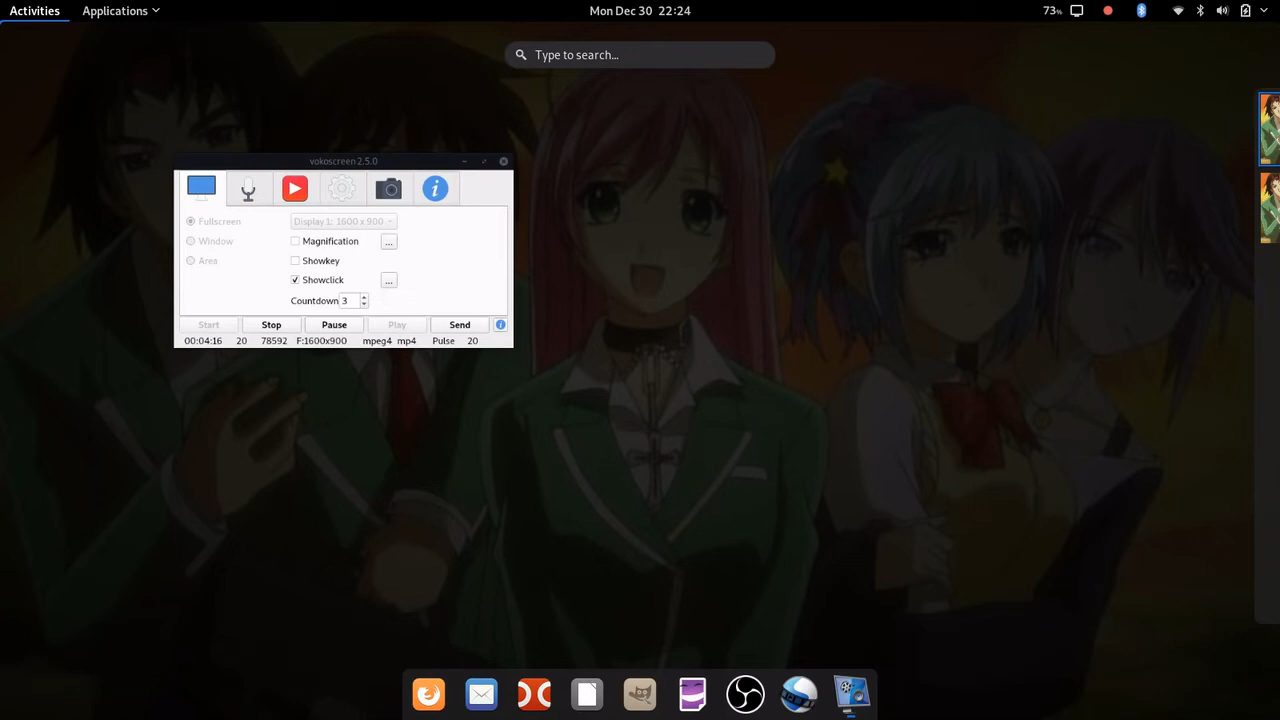 Activities Applications Mon Dec 30 22:24 73%
Type to search...
vokoscreen 2.5.0
Fullscreen Display 1: 1600 x 900
Window Magnification ...
Area Showkey
Showclick ...
Countdown 3
Start Stop Pause Play Send
00:04:16 20 78592 F:1600x900 mpeg4 mp4 Pulse 20